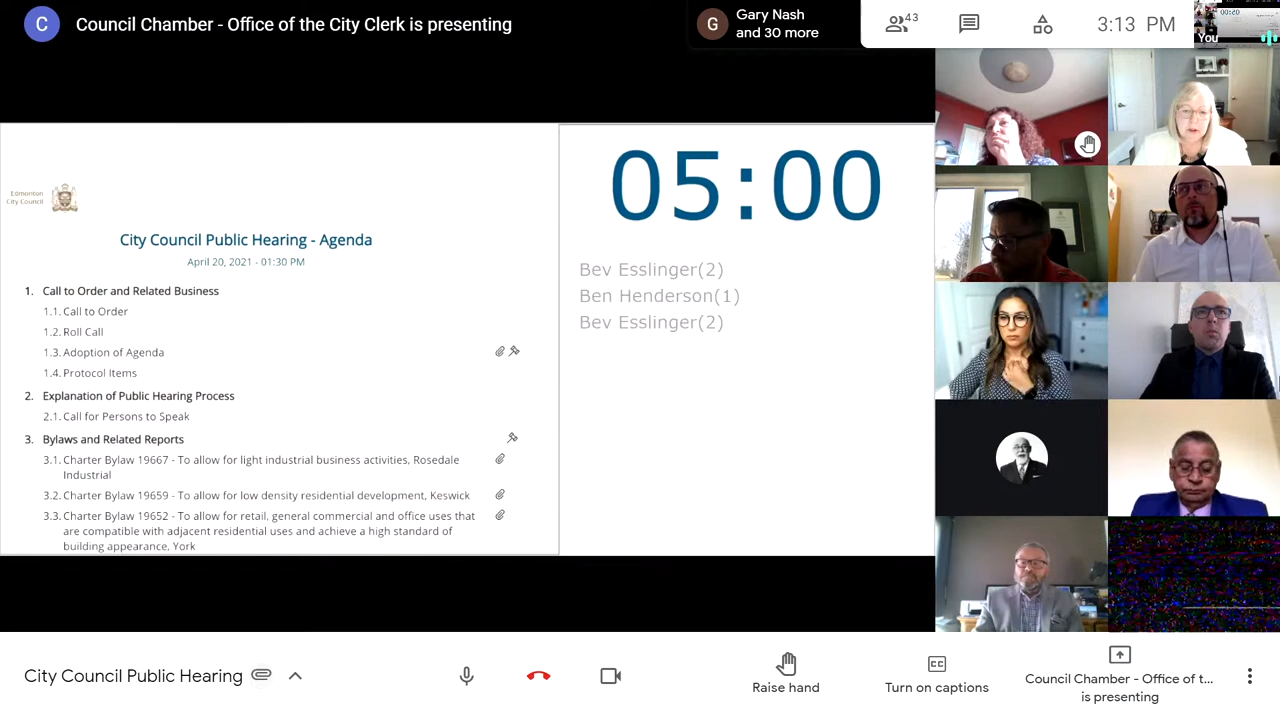 C Council Chamber - Office of the City Clerk is presenting
G Gary Nash
and 30 more
43
3:13 PM
05:00
You
05:00
Edmonton
City Council
City Council Public Hearing - Agenda
April 20, 2021 - 01:30 PM
1. Call to Order and Related Business
1.1. Call to Order
1.2. Roll Call
1.3. Adoption of Agenda
1.4. Protocol Items
2. Explanation of Public Hearing Process
2.1. Call for Persons to Speak
3. Bylaws and Related Reports
3.1. Charter Bylaw 19667 - To allow for light industrial business activities, Rosedale
Industrial
3.2. Charter Bylaw 19659 - To allow for low density residential development, Keswick
3.3. Charter Bylaw 19652 - To allow for retail, general commercial and office uses that
are compatible with adjacent residential uses and achieve a high standard of
building appearance, York
Bev Esslinger(2)
Ben Henderson(1)
Bev Esslinger(2)
City Council Public Hearing
Raise hand
CC
Turn on captions
Council Chamber - Office of t...
is presenting